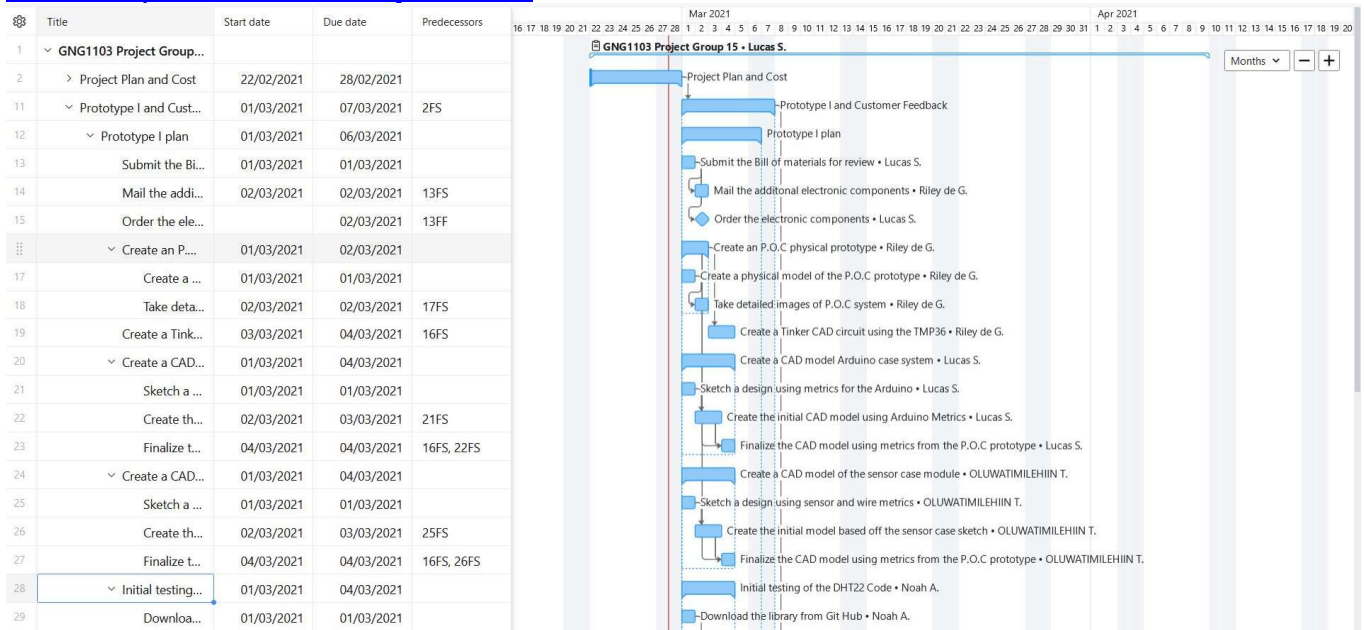 Title Start date Due date Predecessors
Mar 2021 Apr 2021
16 17 18 19 20 21 22 23 24 25 26 27 28 1 2 3 4 5 6 7 8 9 10 11 12 13 14 15 16 17 18 19 20 21 22 23 24 25 26 27 28 29 30 31 1 2 3 4 5 6 7 8 9 10 11 12 13 14 15 16 17 18 19 20
1 GNG1103 Project Group... GNG1103 Project Group 15 • Lucas S.
Months
2 Project Plan and Cost 22/02/2021 28/02/2021 Project Plan and Cost
11 Prototype I and Cust... 01/03/2021 07/03/2021 2FS Prototype I and Customer Feedback
12 Prototype I plan 01/03/2021 06/03/2021 Prototype I plan
13 Submit the Bi... 01/03/2021 01/03/2021 Submit the Bill of materials for review • Lucas S.
14 Mail the addi... 02/03/2021 02/03/2021 13FS Mail the additonal electronic components • Riley de G.
15 Order the ele... 02/03/2021 13FF Order the electronic components • Lucas S.
Create an P.... 01/03/2021 02/03/2021 Create an P.O.C physical prototype • Riley de G.
17 Create a ... 01/03/2021 01/03/2021 Create a physical model of the P.O.C prototype • Riley de G.
18 Take deta... 02/03/2021 02/03/2021 17FS Take detailed images of P.O.C system • Riley de G.
19 Create a Tink... 03/03/2021 04/03/2021 16FS Create a Tinker CAD circuit using the TMP36 • Riley de G.
20 Create a CAD... 01/03/2021 04/03/2021 Create a CAD model Arduino case system • Lucas S.
21 Sketch a ... 01/03/2021 01/03/2021 Sketch a design using metrics for the Arduino • Lucas S.
22 Create th... 02/03/2021 03/03/2021 21FS Create the initial CAD model using Arduino Metrics • Lucas S.
23 Finalize t... 04/03/2021 04/03/2021 16FS, 22FS Finalize the CAD model using metrics from the P.O.C prototype • Lucas S.
24 Create a CAD... 01/03/2021 04/03/2021 Create a CAD model of the sensor case module • OLUWATIMILEHIIN T.
25 Sketch a ... 01/03/2021 01/03/2021 Sketch a design using sensor and wire metrics • OLUWATIMILEHIIN T.
26 Create th... 02/03/2021 03/03/2021 25FS Create the initial model based off the sensor case sketch • OLUWATIMILEHIIN T.
27 Finalize t... 04/03/2021 04/03/2021 16FS, 26FS Finalize the CAD model using metrics from the P.O.C prototype • OLUWATIMILEHIIN T.
28 Initial testing... 01/03/2021 04/03/2021 Initial testing of the DHT22 Code • Noah A.
29 Downloa... 01/03/2021 01/03/2021 Download the library from Git Hub • Noah A.